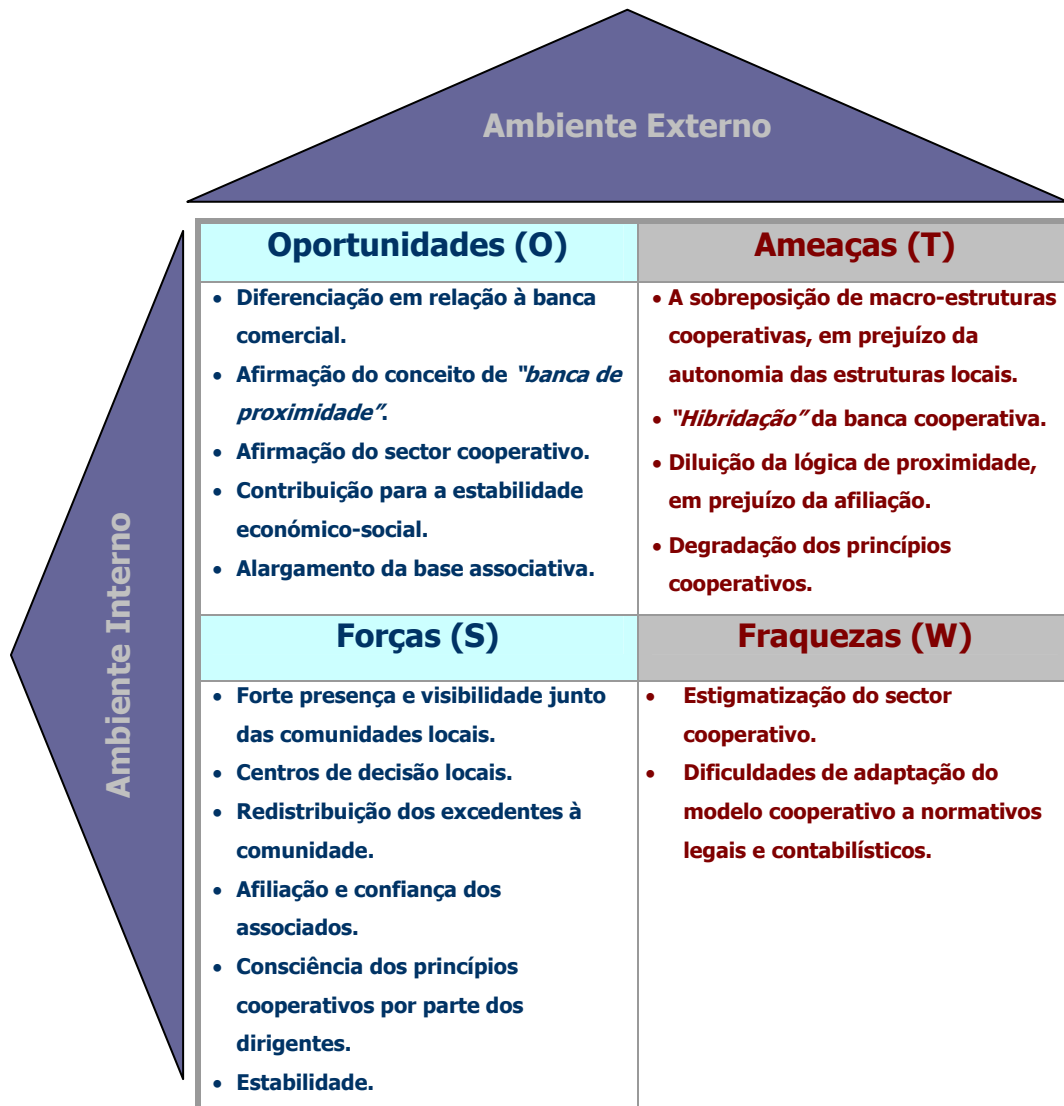 Ambiente Externo
Ambiente Interno
Oportunidades (O)
• Diferenciação em relação à banca
comercial.
• Afirmação do conceito de "banca de
proximidade".
• Afirmação do sector cooperativo.
• Contribuição para a estabilidade
económico-social.
• Alargamento da base associativa.
Ameaças (T)
• A sobreposição de macro-estruturas
cooperativas, em prejuízo da
autonomia das estruturas locais.
• "Hibridação" da banca cooperativa.
• Diluição da lógica de proximidade,
em prejuízo da afiliação.
• Degradação dos princípios
cooperativos.
Forças (S)
• Forte presença e visibilidade junto
das comunidades locais.
• Centros de decisão locais.
• Redistribuição dos excedentes à
comunidade.
• Afiliação e confiança dos
associados.
• Consciência dos princípios
cooperativos por parte dos
dirigentes.
• Estabilidade.
Fraquezas (W)
• Estigmatização do sector
cooperativo.
• Dificuldades de adaptação do
modelo cooperativo a normativos
legais e contabilísticos.